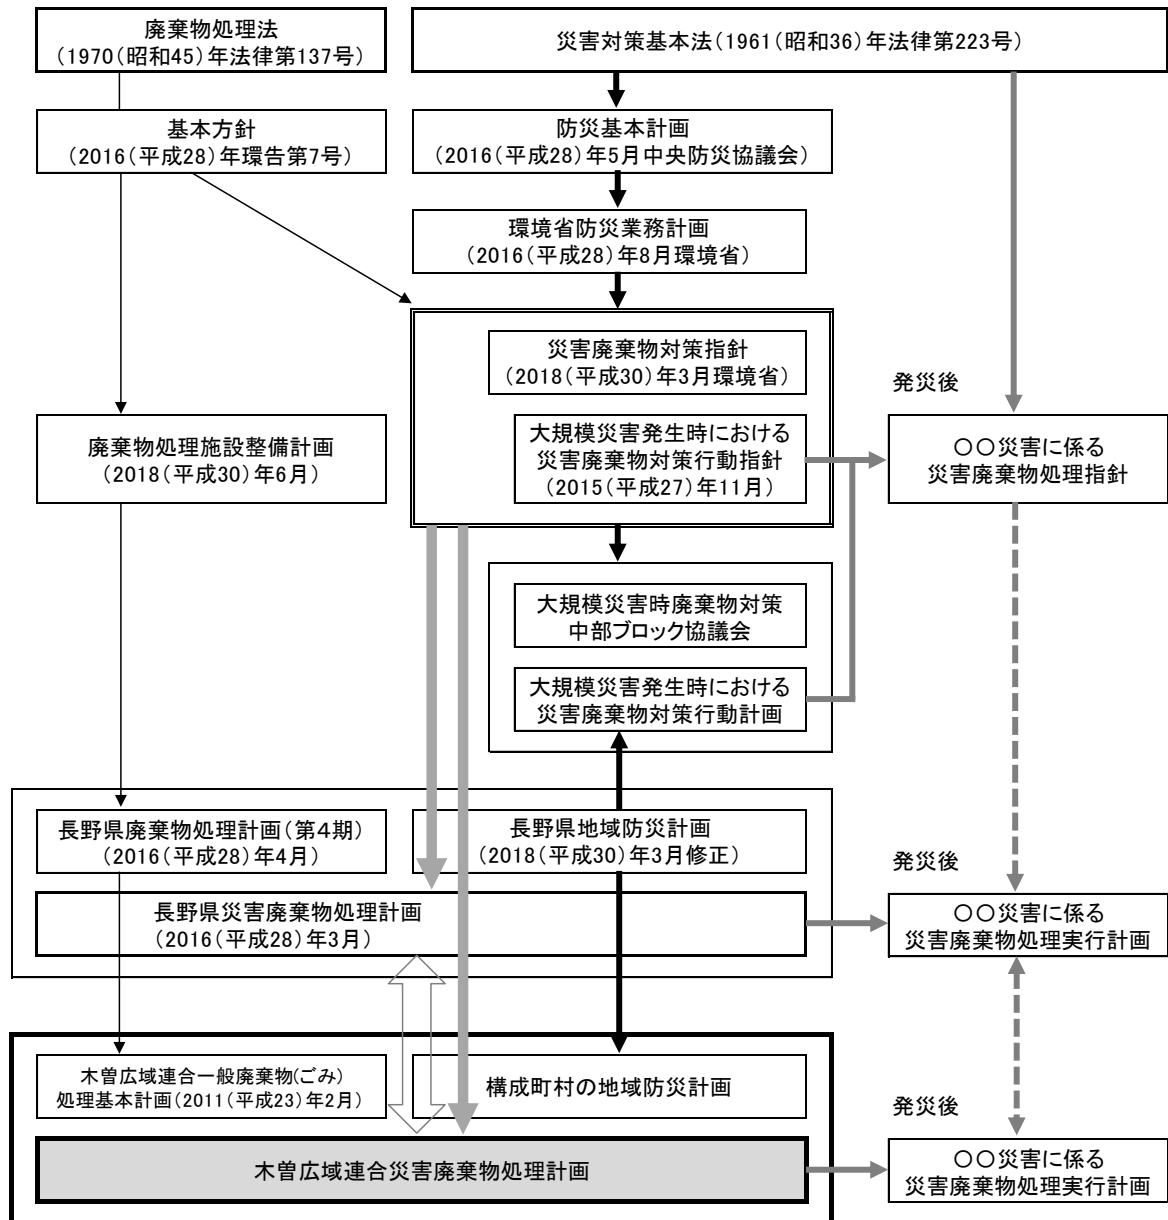 廃棄物処理法
(1970(昭和45)年法律第137号)
災害対策基本法(1961(昭和36)年法律第223号)
基本方針
(2016(平成28)年環告第7号)
防災基本計画
(2016(平成28)年5月中央防災協議会)
環境省防災業務計画
(2016(平成28)年8月環境省)
災害廃棄物対策指針
(2018(平成30)年3月環境省)
発災後
廃棄物処理施設整備計画
(2018(平成30)年6月)
大規模災害発生時における
災害廃棄物対策行動指針
(2015(平成27)年11月)
〇〇災害に係る
災害廃棄物処理指針
大規模災害時廃棄物対策
中部ブロック協議会
大規模災害発生時における
災害廃棄物対策行動計画
長野県廃棄物処理計画(第4期)
(2016(平成28)年4月)
長野県地域防災計画
(2018(平成30)年3月修正)
発災後
長野県災害廃棄物処理計画
(2016(平成28)年3月)
〇〇災害に係る
災害廃棄物処理実行計画
木曽広域連合一般廃棄物(ごみ)
処理基本計画(2011(平成23)年2月)
構成町村の地域防災計画
発災後
木曽広域連合災害廃棄物処理計画
〇〇災害に係る
災害廃棄物処理実行計画